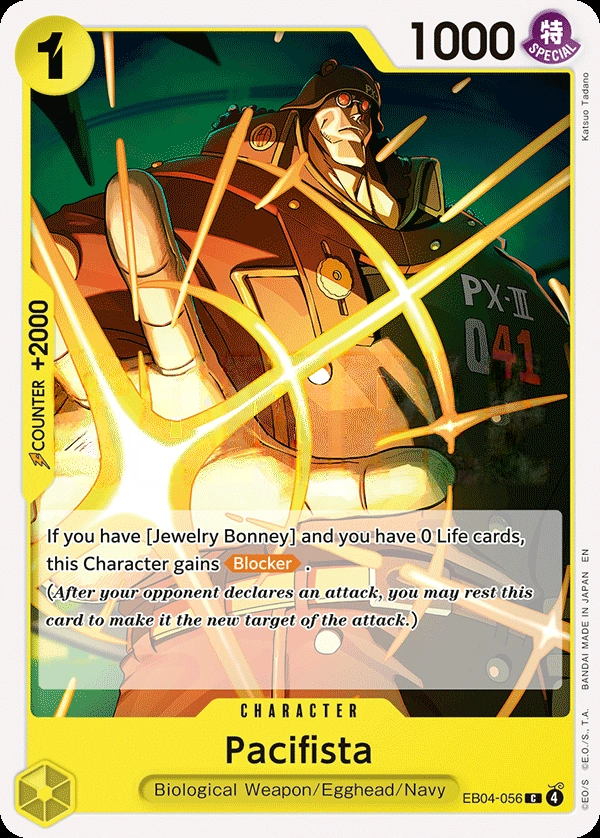 1
1000
特
SPECIAL
Katsuo Tadano
PX-III
041
COUNTER +2000
If you have [Jewelry Bonney] and you have 0 Life cards,
this Character gains Blocker .
(After your opponent declares an attack, you may rest this
card to make it the new target of the attack.)
CHARACTER
Pacifista
Biological Weapon/Egghead/Navy
EB04-056 C 4
©EO/S ©E.O./S., T.A. BANDAI MADE IN JAPAN EN